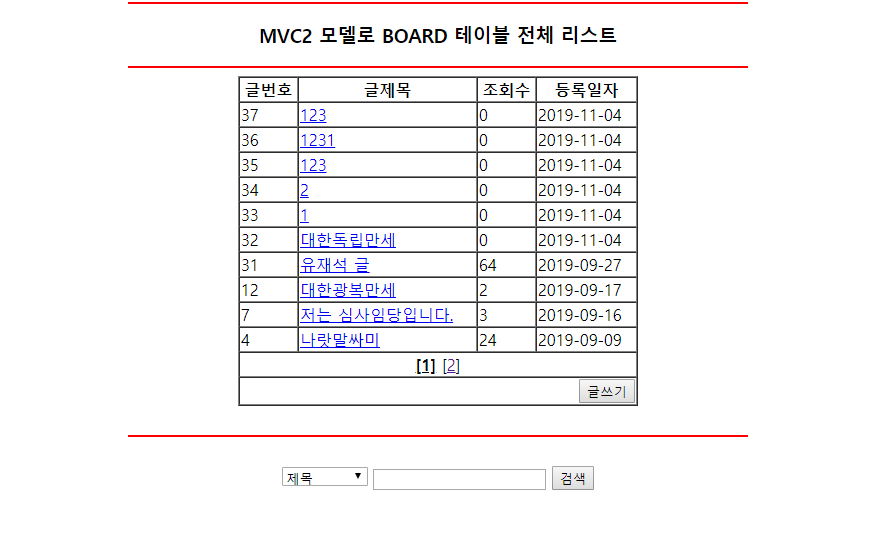 MVC2 모델로 BOARD 테이블 전체 리스트
글번호 글제목 조회수 등록일자
37 123 0 2019-11-04
36 1231 0 2019-11-04
35 123 0 2019-11-04
34 2 0 2019-11-04
33 1 0 2019-11-04
32 대한독립만세 0 2019-11-04
31 유재석 글 64 2019-09-27
12 대한광복만세 2 2019-09-17
7 저는 심사임당입니다. 3 2019-09-16
4 나랏말싸미 24 2019-09-09
[1] [2]
글쓰기
제목 검색